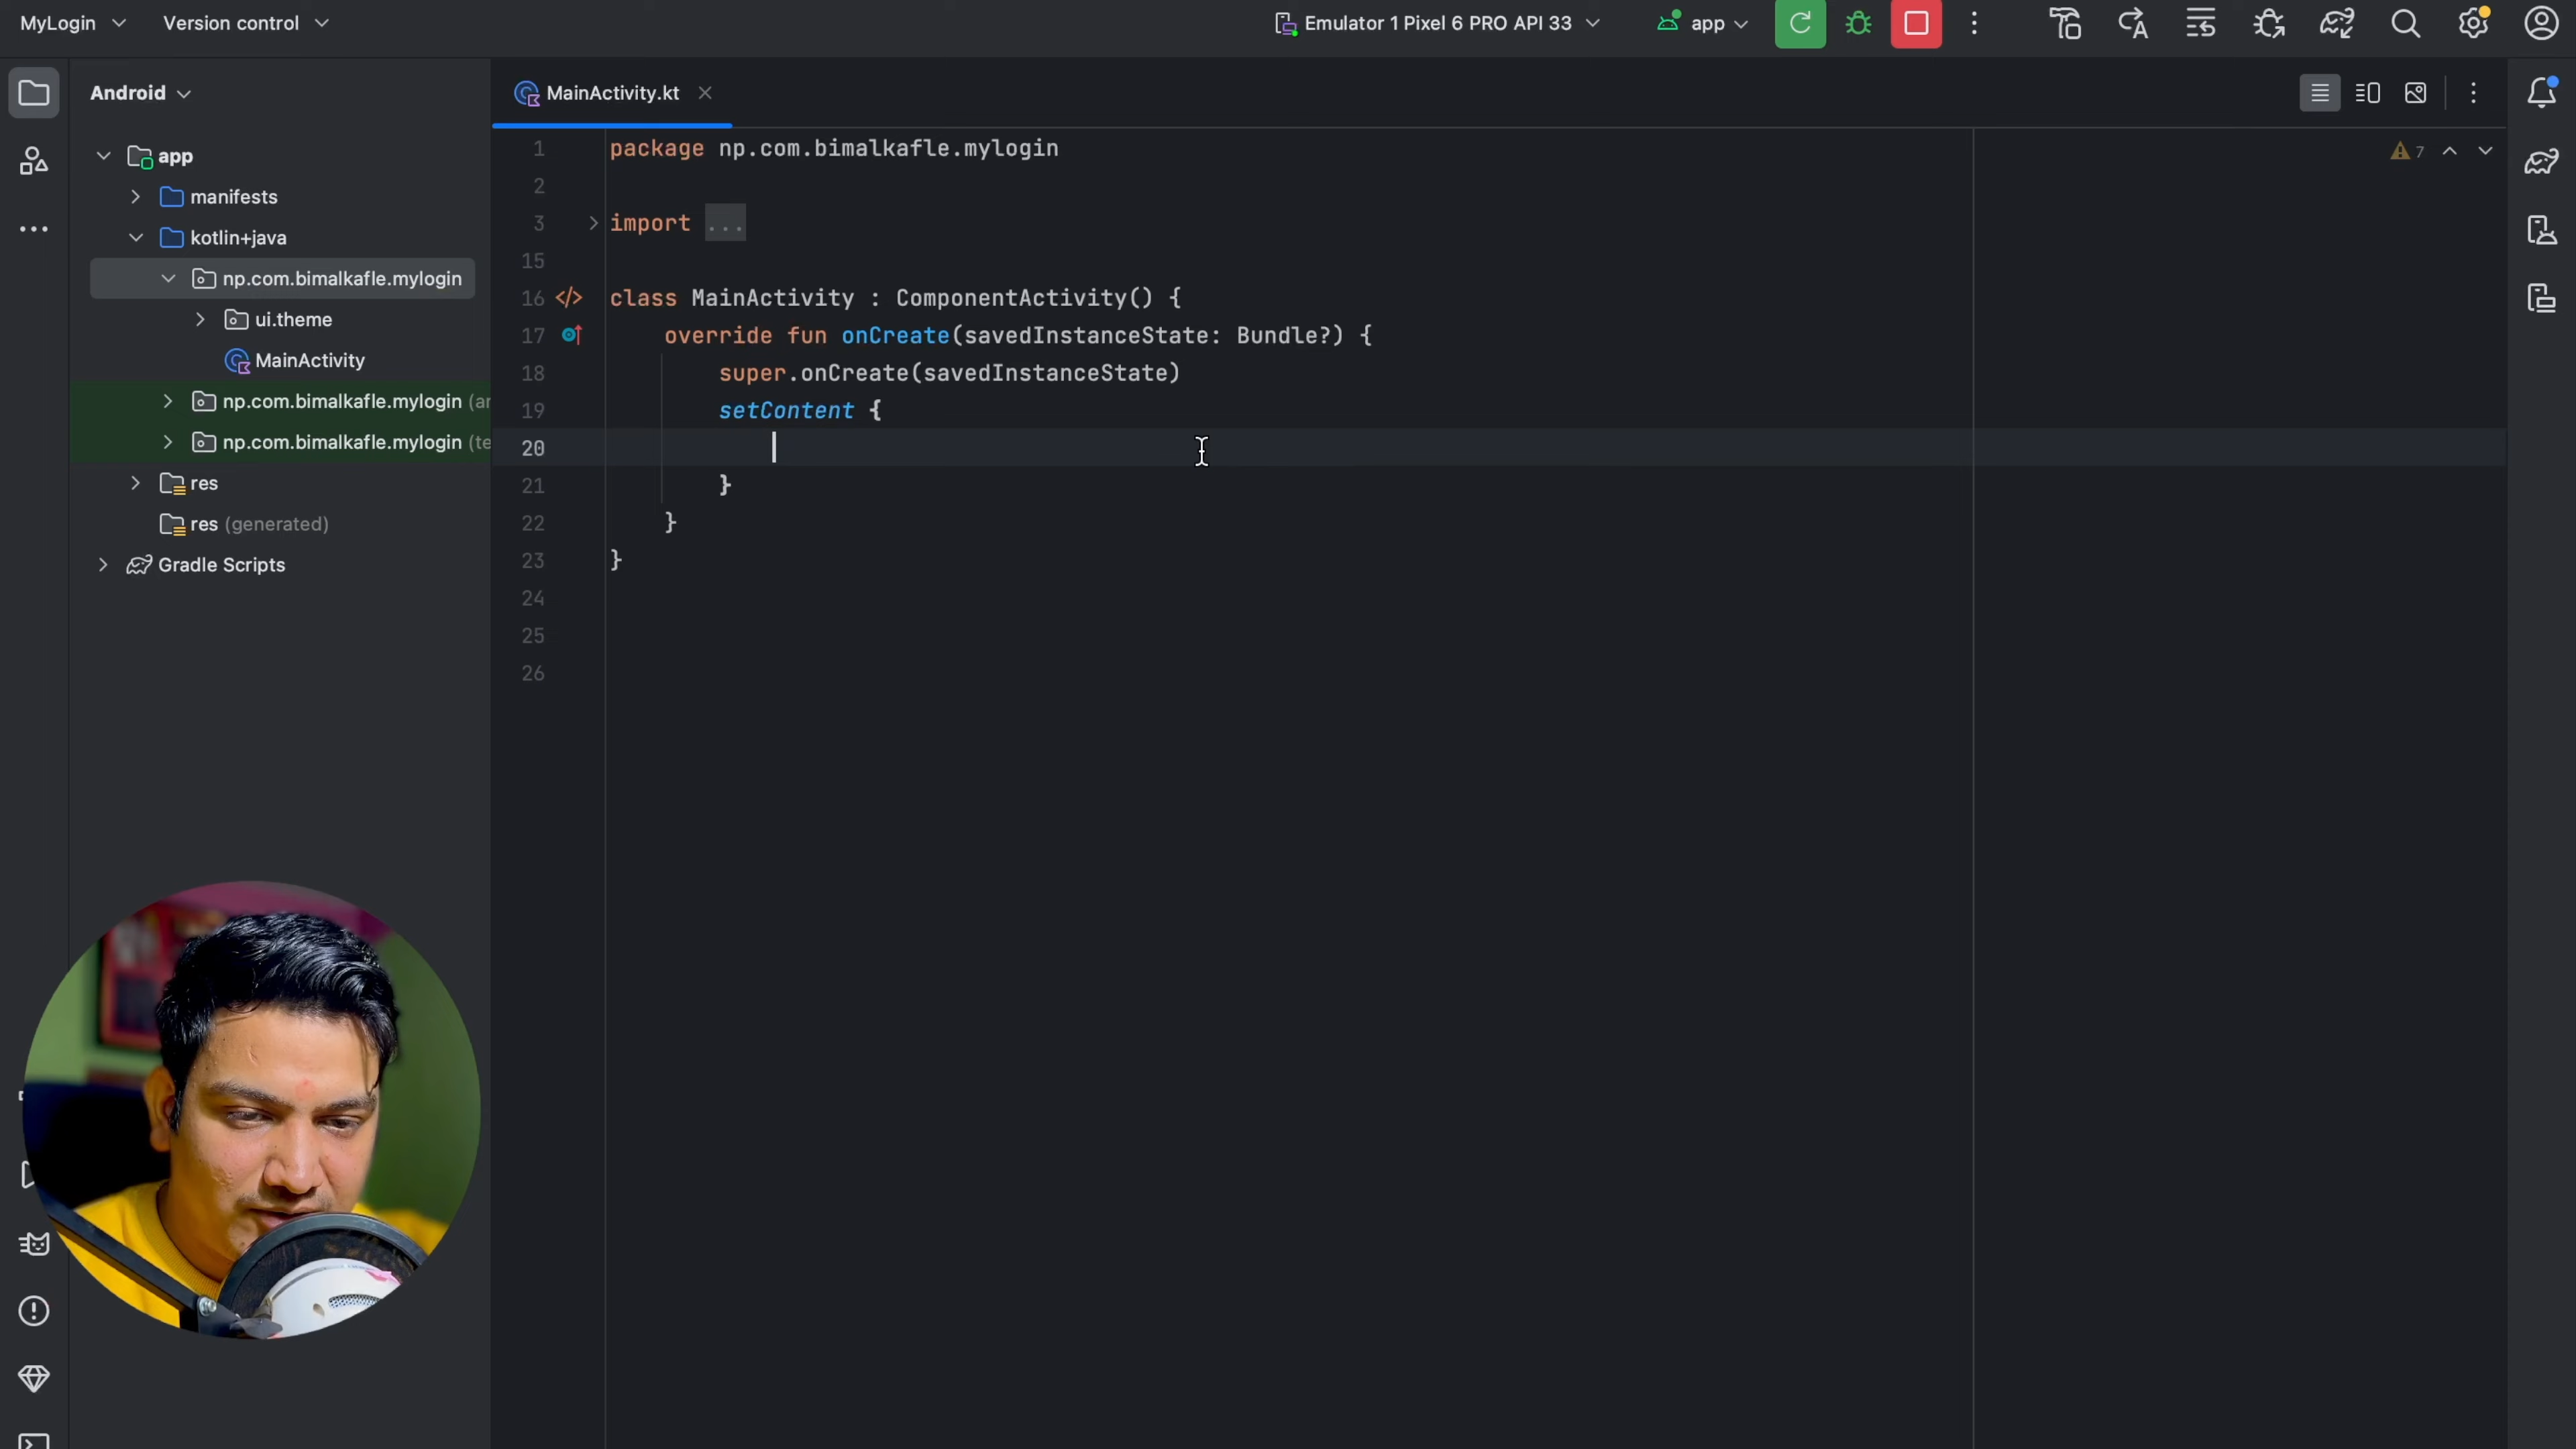 MyLogin Version control Emulator 1 Pixel 6 PRO API 33 app
Android
app
manifests
kotlin+java
np.com.bimalkafle.mylogin
ui.theme
MainActivity
np.com.bimalkafle.mylogin (ar
np.com.bimalkafle.mylogin (te
res
res (generated)
Gradle Scripts
MainActivity.kt
7
1 package np.com.bimalkafle.mylogin
2
3 import ...
15
16 </> class MainActivity : ComponentActivity() {
17 override fun onCreate(savedInstanceState: Bundle?) {
18 super.onCreate(savedInstanceState)
19 setContent {
20
21 }
22 }
23 }
24
25
26